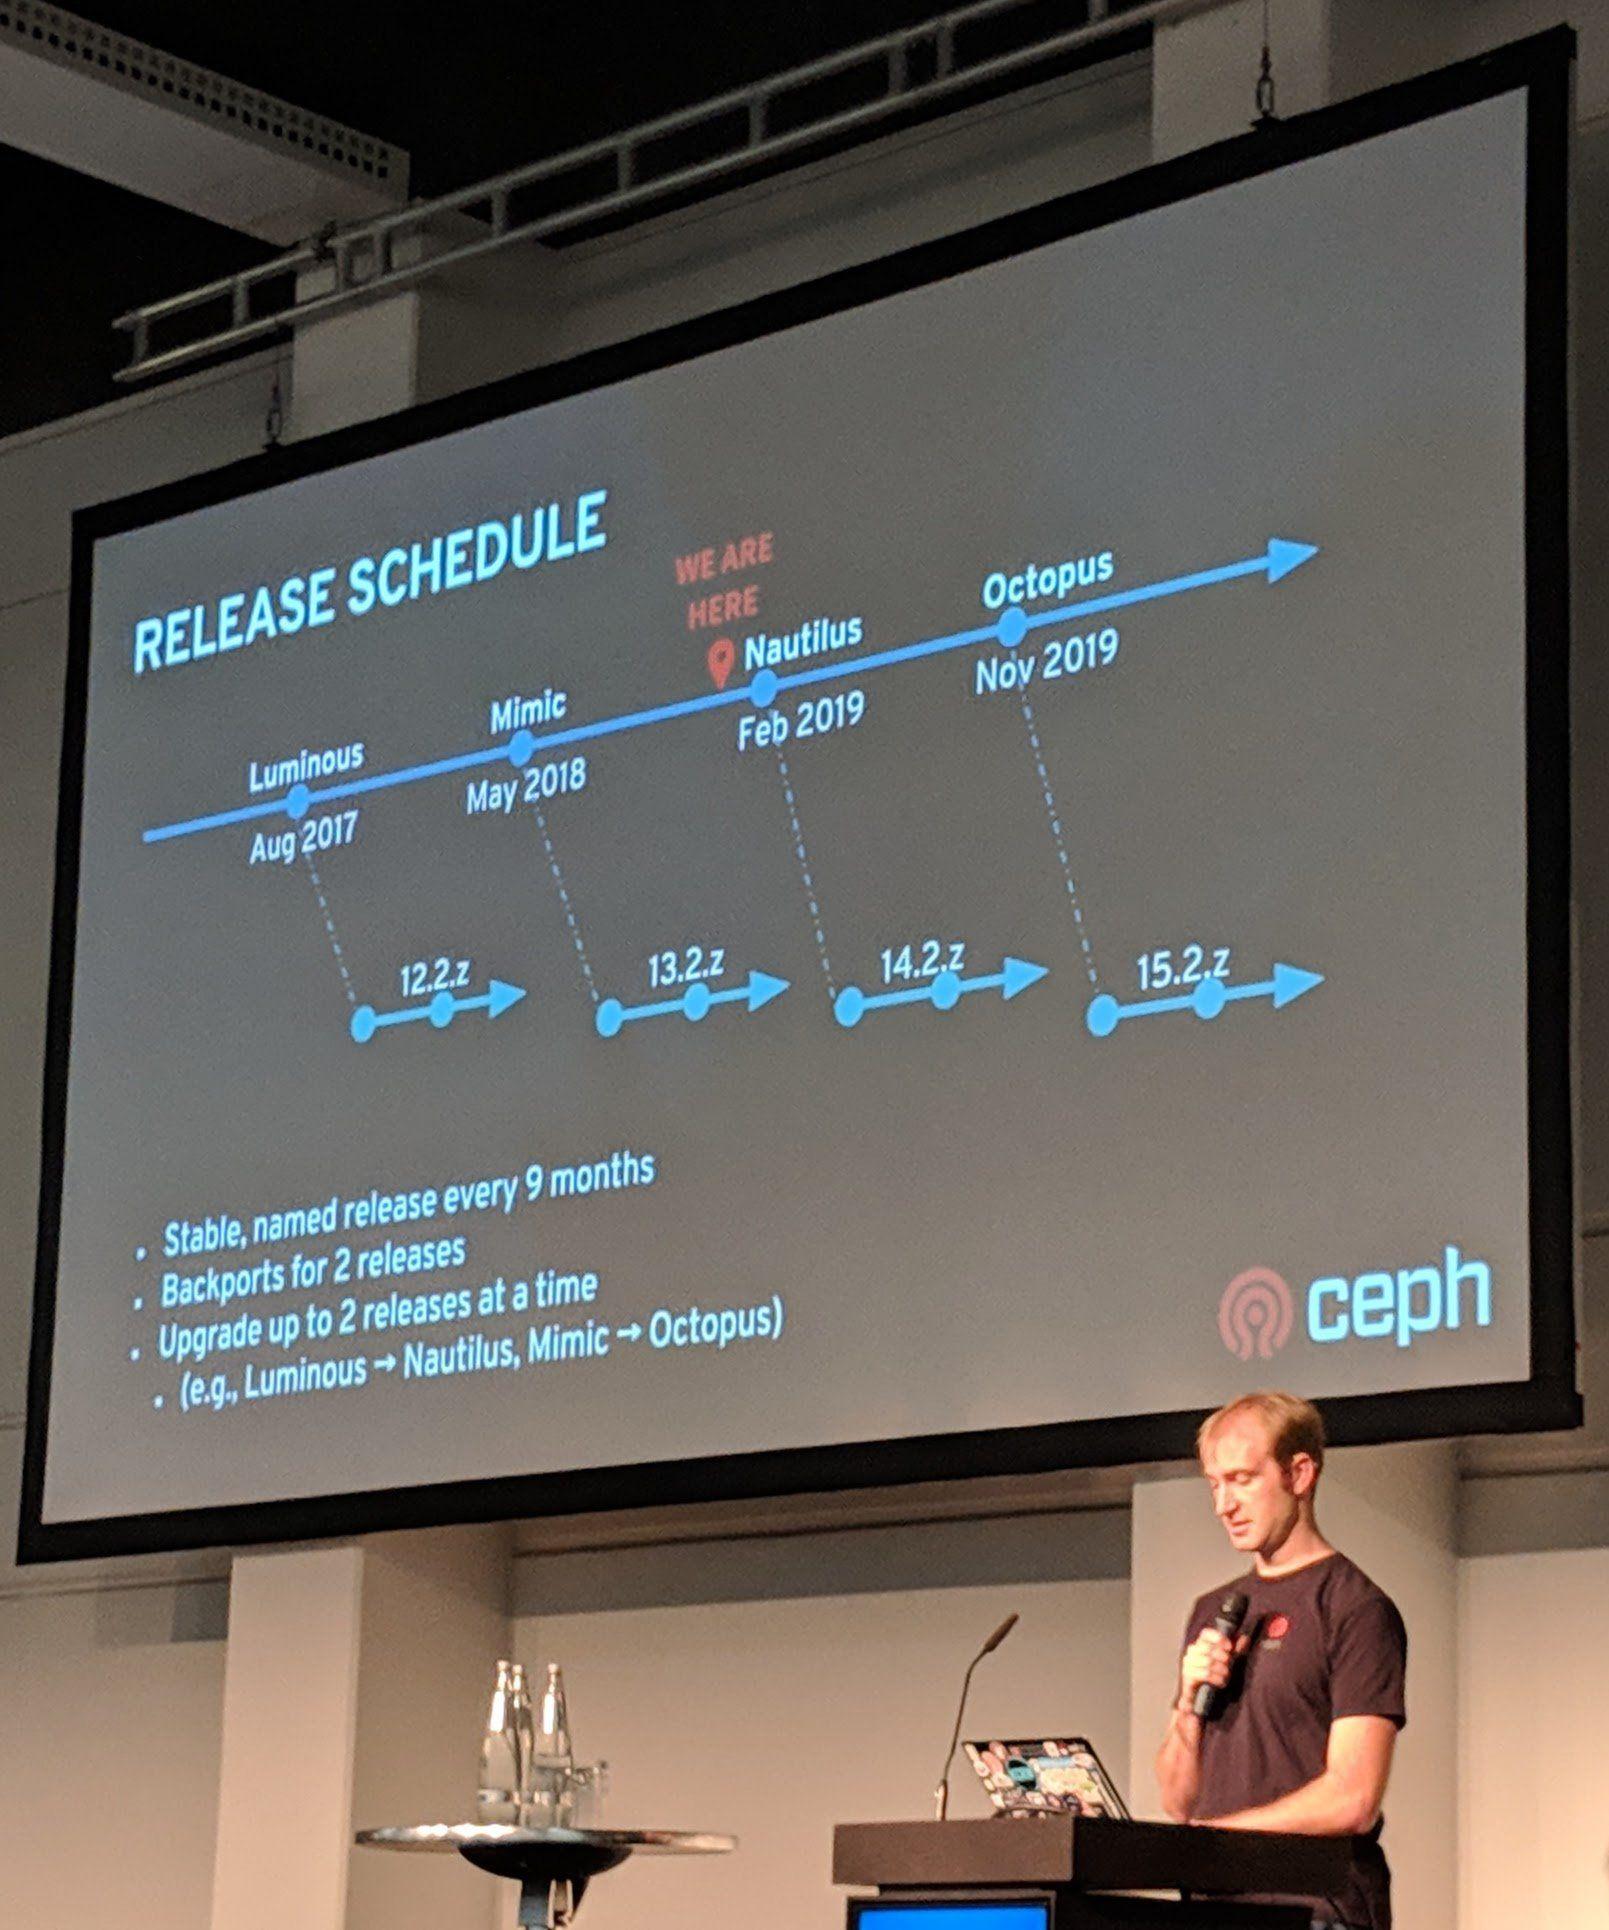 RELEASE SCHEDULE
WE ARE
HERE
Luminous
Aug 2017
Mimic
May 2018
Nautilus
Feb 2019
Octopus
Nov 2019
12.2.z
13.2.z
14.2.z
15.2.z
• Stable, named release every 9 months
• Backports for 2 releases
• Upgrade up to 2 releases at a time
• (e.g., Luminous → Nautilus, Mimic → Octopus)
ceph